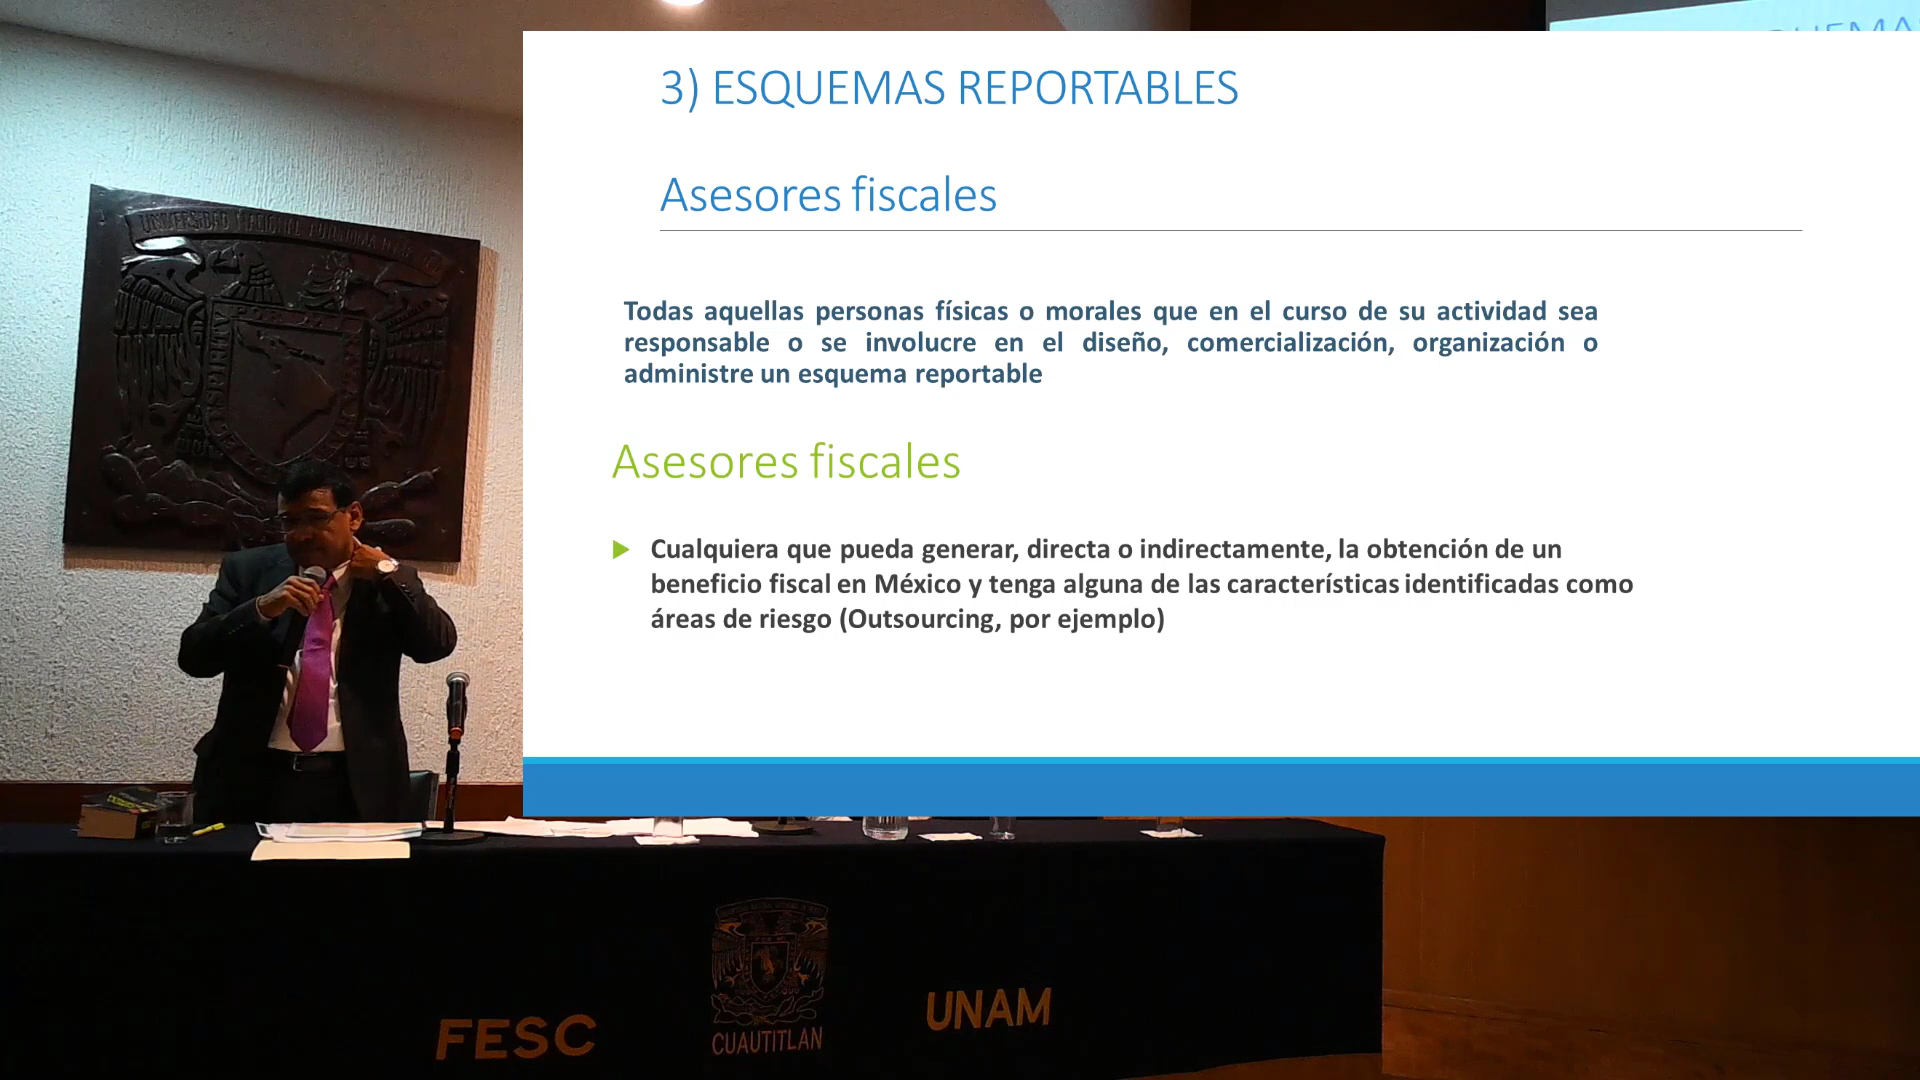 3) ESQUEMAS REPORTABLES
Asesores fiscales
Todas aquellas personas físicas o morales que en el curso de su actividad sea
responsable o se involucre en el diseño, comercialización, organización o
administre un esquema reportable
Asesores fiscales
Cualquiera que pueda generar, directa o indirectamente, la obtención de un
beneficio fiscal en México y tenga alguna de las características identificadas como
áreas de riesgo (Outsourcing, por ejemplo)
FESC
CUAUTITLAN
UNAM